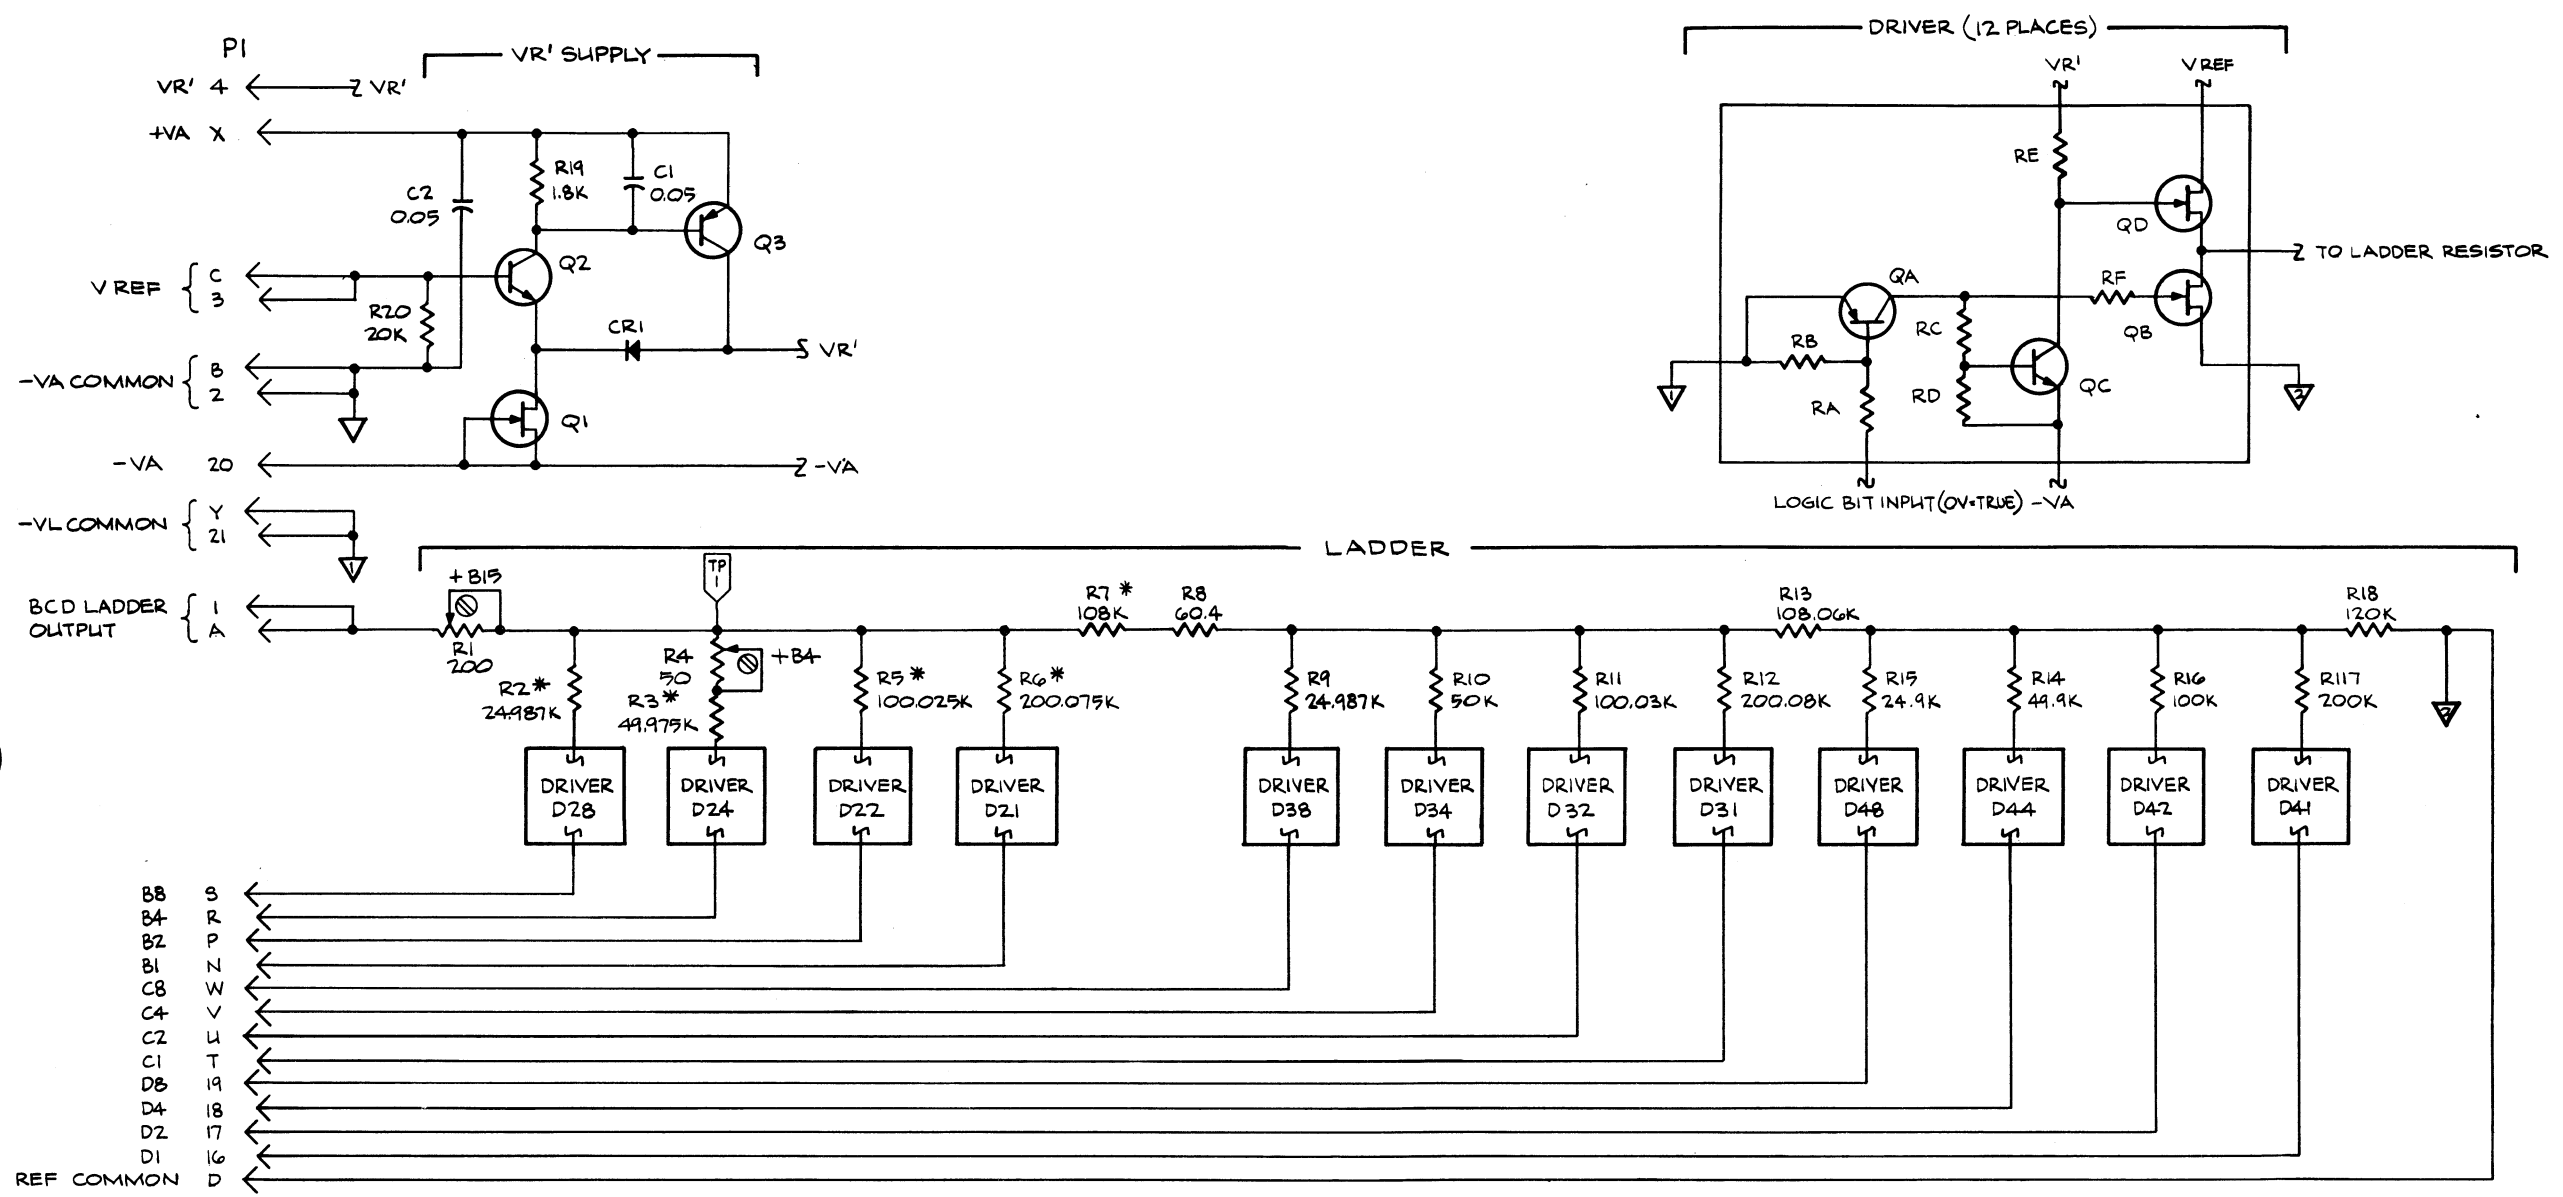 P1
VR' SUPPLY
VR' 4
VR'
+VA X
C2
0.05
R19
1.8K
C1
0.05
Q3
Q2
V REF
C
3
R20
20K
CR1
VR'
-VA COMMON
B
2
Q1
-VA 20
-VA
-VL COMMON
Y
21
1
DRIVER (12 PLACES)
VR'
VREF
RE
QD
TO LADDER RESISTOR
QA
RF
QB
RC
RB
QC
RD
RA
1
2
LOGIC BIT INPUT (0V=TRUE)
-VA
LADDER
BCD LADDER
OUTPUT
1
A
+B15
R1
200
TP
1
R2*
24.987K
R4
50
+B4
R3*
49.975K
R5*
100.025K
R6*
200.075K
R7*
108K
R8
60.4
R9
24.987K
R10
50K
R11
100.03K
R12
200.08K
R13
108.06K
R15
24.9K
R14
49.9K
R16
100K
R117
200K
R18
120K
2
DRIVER
D28
DRIVER
D24
DRIVER
D22
DRIVER
D21
DRIVER
D38
DRIVER
D34
DRIVER
D32
DRIVER
D31
DRIVER
D48
DRIVER
D44
DRIVER
D42
DRIVER
D41
B8 S
B4 R
B2 P
B1 N
C8 W
C4 V
C2 U
C1 T
D8 19
D4 18
D2 17
D1 16
REF COMMON D